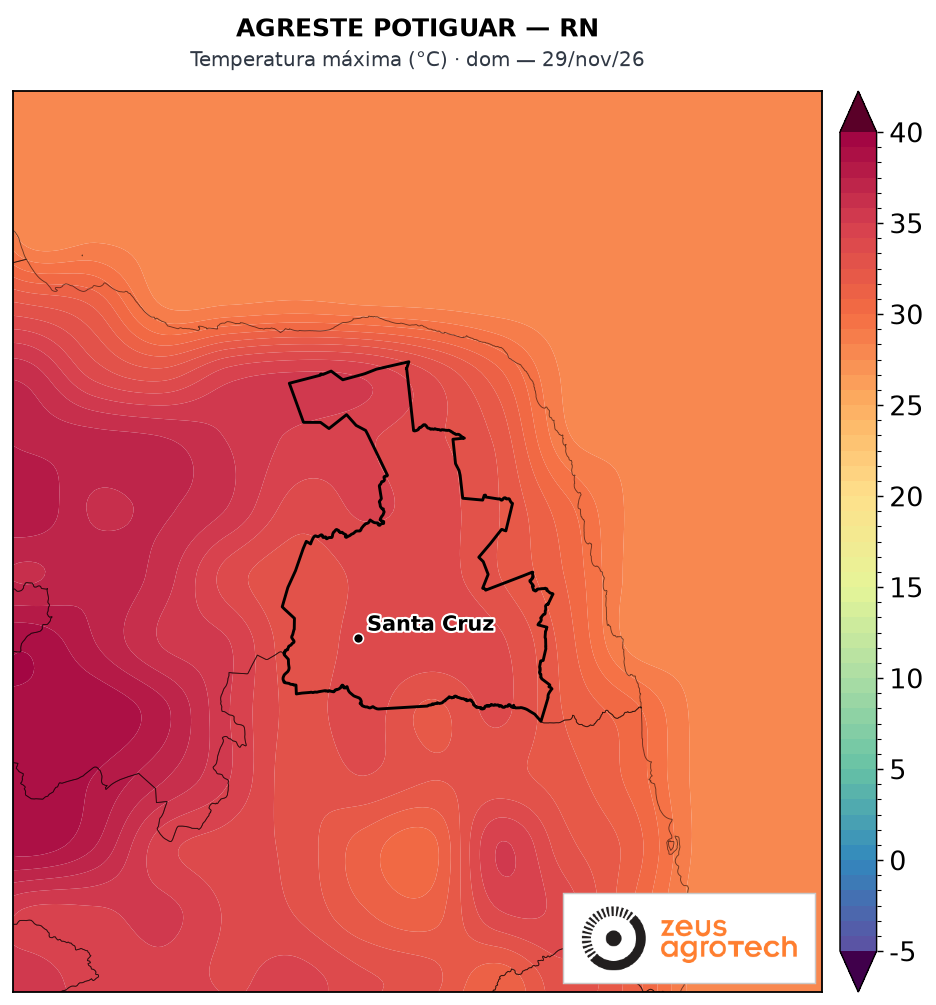 AGRESTE POTIGUAR — RN
Temperatura máxima (°C) · dom — 29/nov/26
40
35
30
25
20
15
10
5
0
-5
Santa Cruz
zeus
agrotech